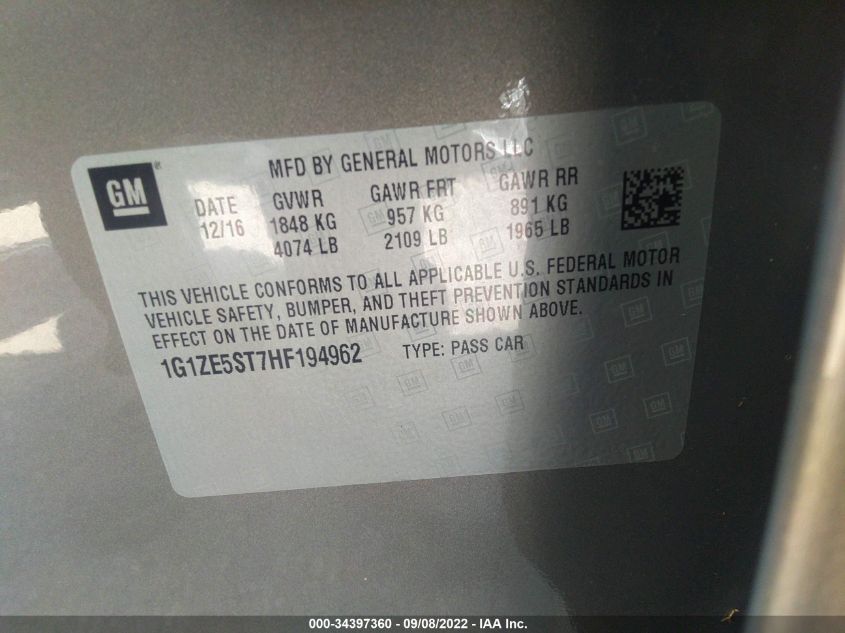 MFD BY GENERAL MOTORS LLC
GM ®
DATE GVWR GAWR FRT GAWR RR
12/16 1848 KG 957 KG 891 KG
4074 LB 2109 LB 1965 LB
THIS VEHICLE CONFORMS TO ALL APPLICABLE U.S. FEDERAL MOTOR
VEHICLE SAFETY, BUMPER, AND THEFT PREVENTION STANDARDS IN
EFFECT ON THE DATE OF MANUFACTURE SHOWN ABOVE.
1G1ZE5ST7HF194962 TYPE: PASS CAR
000-34397360 - 09/08/2022 - IAA Inc.